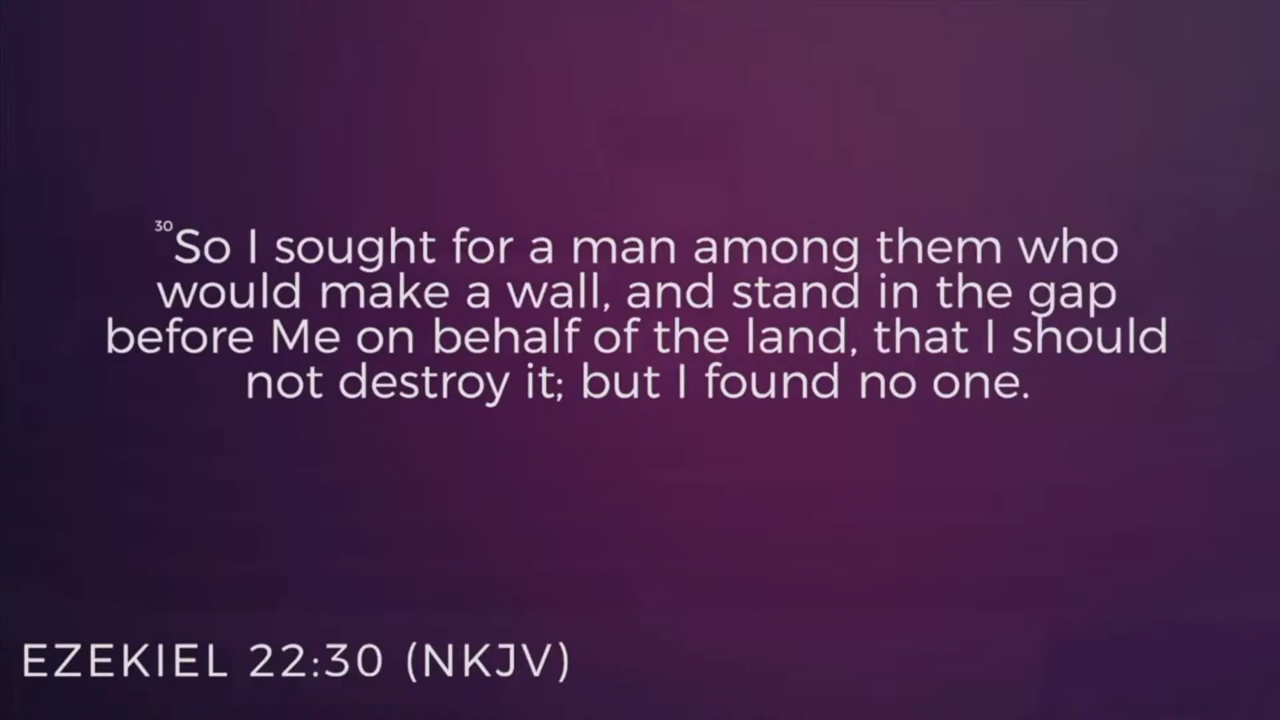 30So I sought for a man among them who
would make a wall, and stand in the gap
before Me on behalf of the land, that I should
not destroy it; but I found no one.
EZEKIEL 22:30 (NKJV)